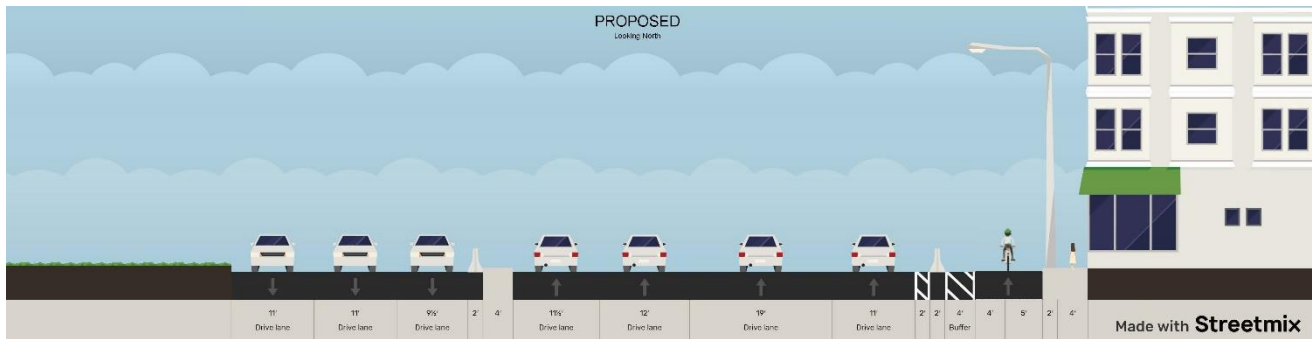 PROPOSED
Looking North
11' 11' 9½' 2' 4' 11½' 12' 19' 11' 2' 2' 4' 4' 5' 2' 4'
Drive lane Drive lane Drive lane Drive lane Drive lane Drive lane Drive lane Buffer
Made with Streetmix